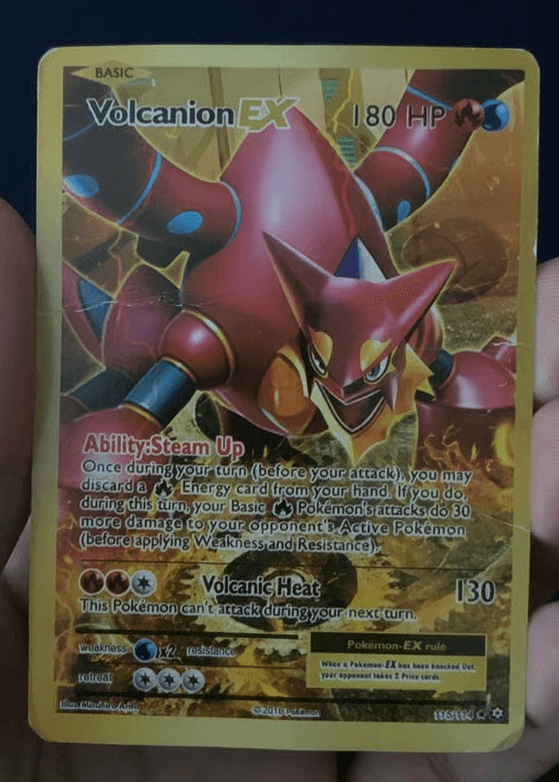 BASIC
Volcanion EX 180 HP
Ability:Steam Up
Once during your turn (before your attack), you may
discard a Energy card from your hand. If you do,
during this turn, your Basic Pokémon's attacks do 30
more damage to your opponent's Active Pokémon
(before applying Weakness and Resistance).
Volcanic Heat 130
This Pokémon can't attack during your next turn.
weakness x2 resistance
Pokémon-EX rule
When a Pokémon-EX has been Knocked Out,
your opponent takes 2 Prize cards.
retreat
Illus. ©2016 Pokémon 115/114